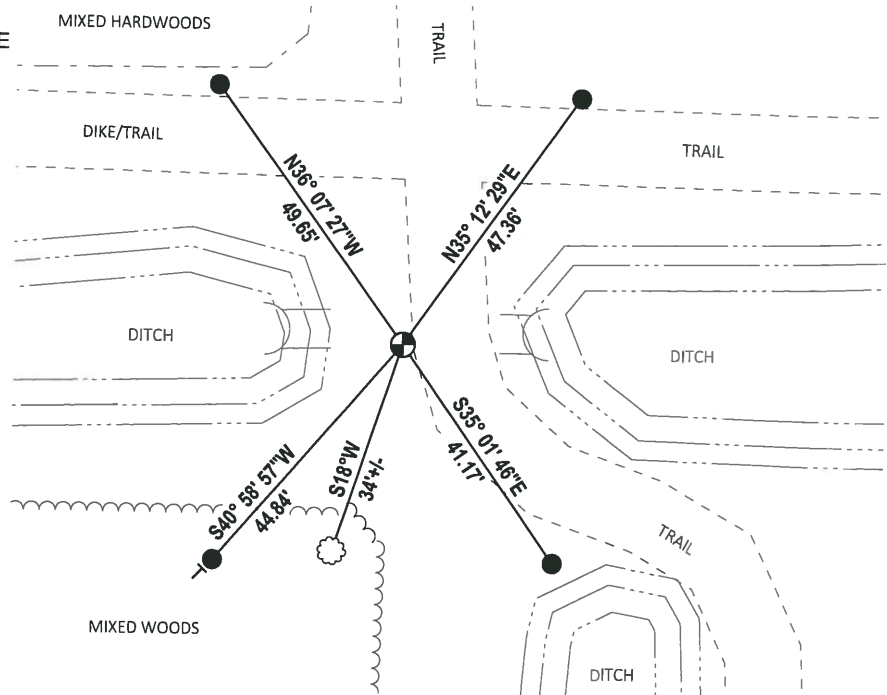 MIXED HARDWOODS
E
TRAIL
DIKE/TRAIL
TRAIL
N36° 07' 27"W
49.65'
N35° 12' 29"E
47.36'
DITCH
DITCH
S40° 58' 57"W
44.84'
S18°W
34'+/-
S35° 01' 46"E
41.17'
TRAIL
MIXED WOODS
DITCH